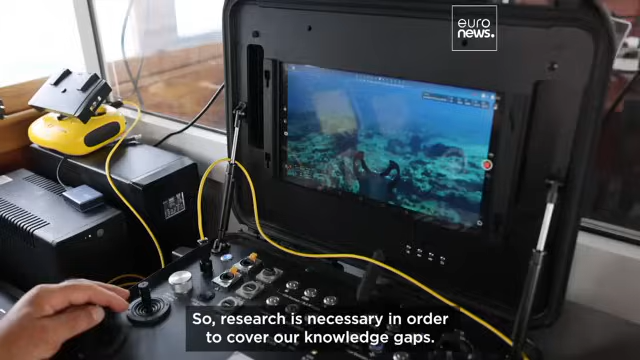 euro
news.
So, research is necessary in order
to cover our knowledge gaps.